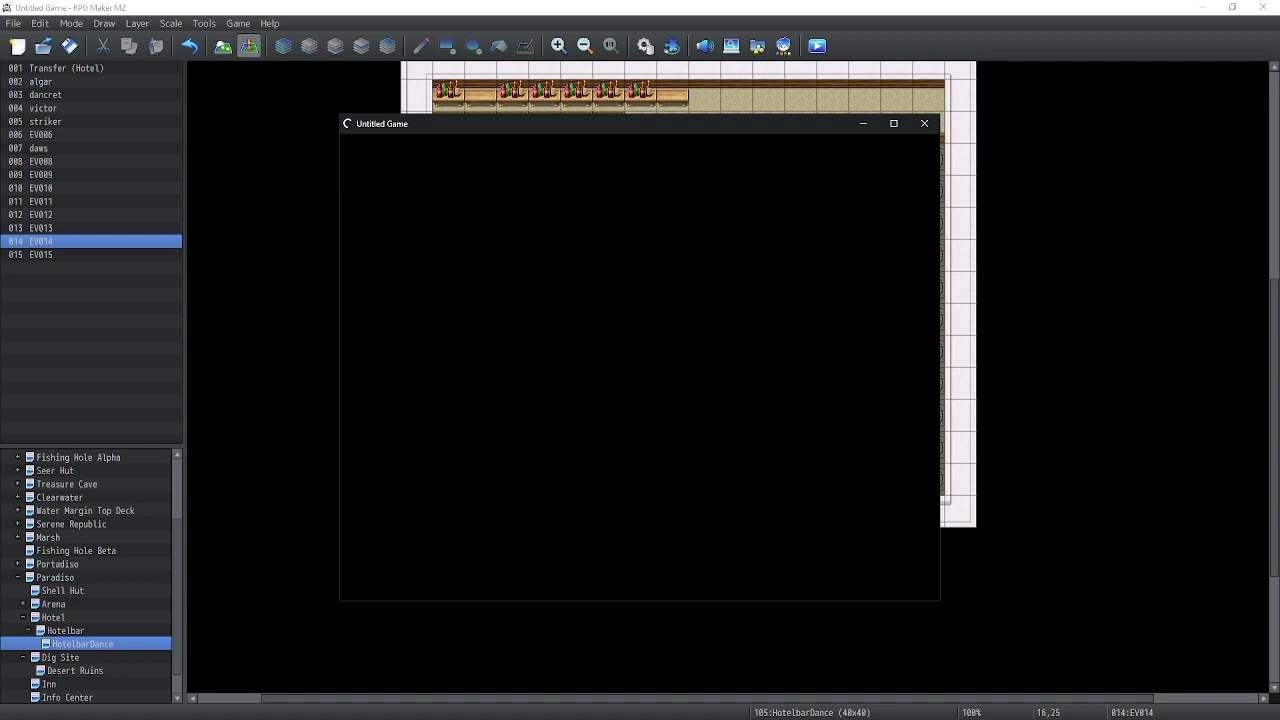 Untitled Game - RPG Maker MZ
File Edit Mode Draw Layer Scale Tools Game Help
001 Transfer (Hotel)
002 algar
003 dancret
004 victor
005 striker
006 EV006
007 daws
008 EV008
009 EV009
010 EV010
011 EV011
012 EV012
013 EV013
014 EV014
015 EV015
Untitled Game
Fishing Hole Alpha
Seer Hut
Treasure Cave
Clearwater
Water Margin Top Deck
Serene Republic
Marsh
Fishing Hole Beta
Portadiso
Paradiso
Shell Hut
Arena
Hotel
Hotelbar
HotelbarDance
Dig Site
Desert Ruins
Inn
Info Center
105:HotelbarDance (40x40) 100% 16,25 014:EV014